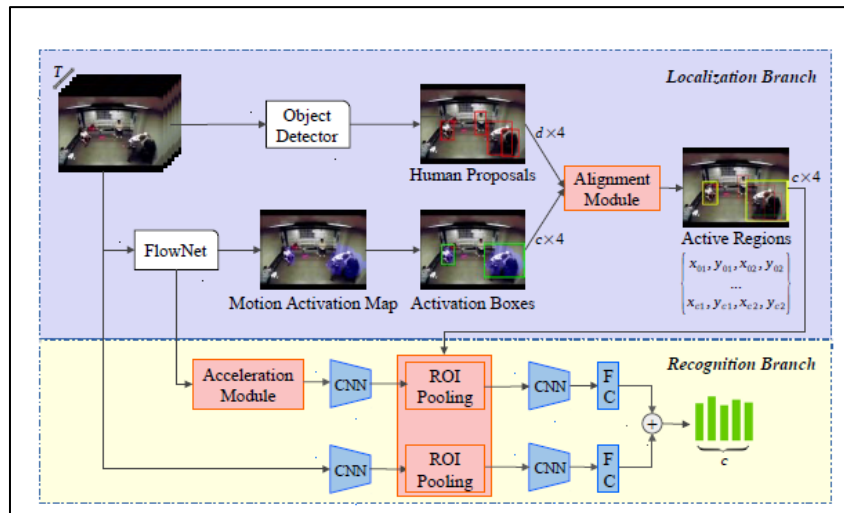 T
Localization Branch
Object
Detector
Human Proposals
d×4
Alignment
Module
c×4
Active Regions
x01, y01, x02, y02
...
xc1, yc1, xc2, yc2
FlowNet
Motion Activation Map
Activation Boxes
c×4
Recognition Branch
Acceleration
Module
CNN
ROI
Pooling
CNN
F
C
+
c
CNN
ROI
Pooling
CNN
F
C